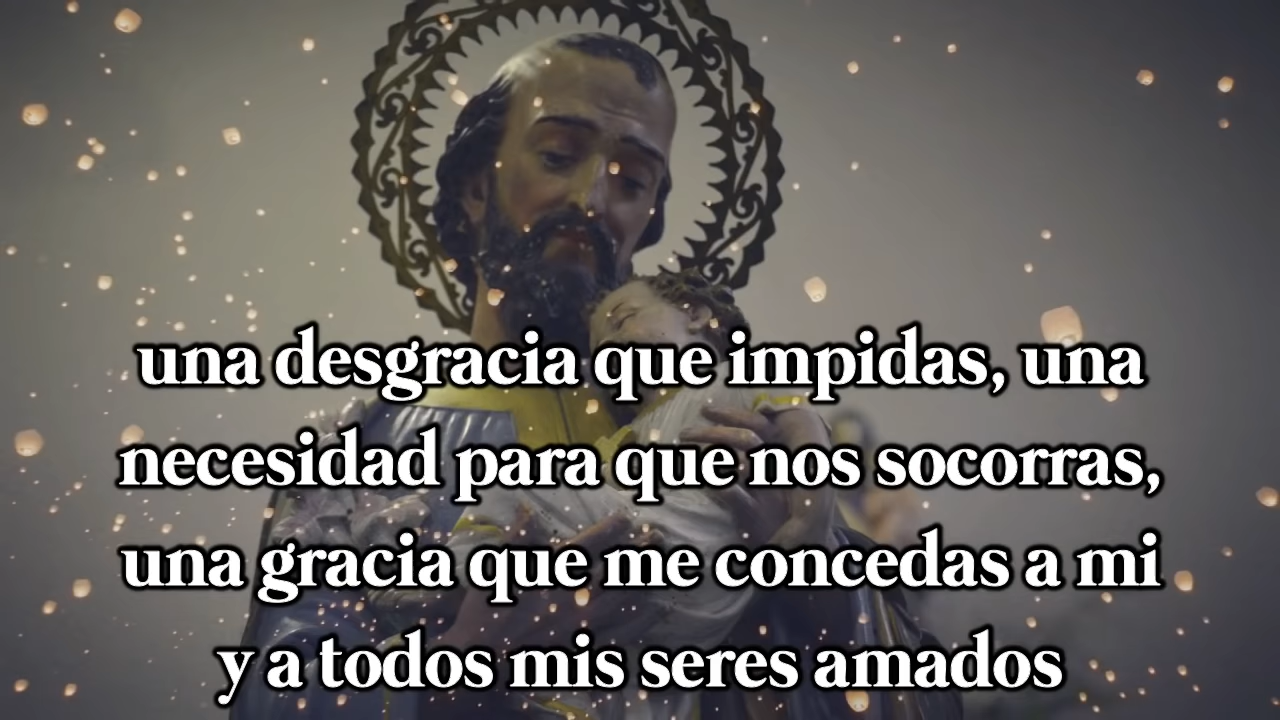 una desgracia que impidas, una
necesidad para que nos socorras,
una gracia que me concedas a mi
y a todos mis seres amados